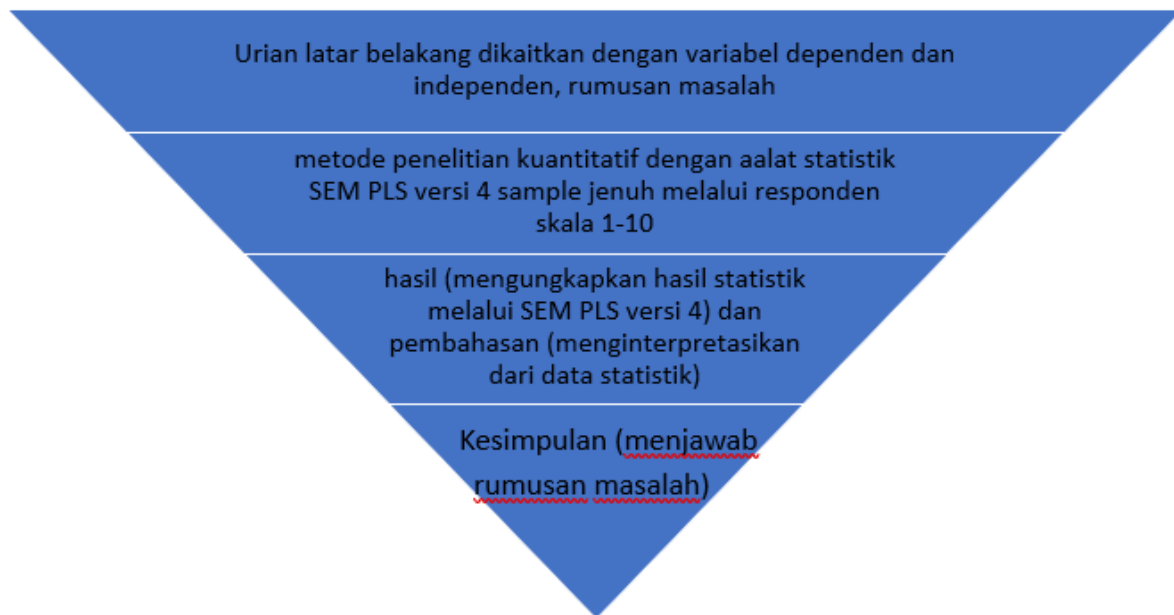 Urian latar belakang dikaitkan dengan variabel dependen dan
independen, rumusan masalah
metode penelitian kuantitatif dengan aalat statistik
SEM PLS versi 4 sample jenuh melalui responden
skala 1-10
hasil (mengungkapkan hasil statistik
melalui SEM PLS versi 4) dan
pembahasan (menginterpretasikan
dari data statistik)
Kesimpulan (menjawab
rumusan masalah)